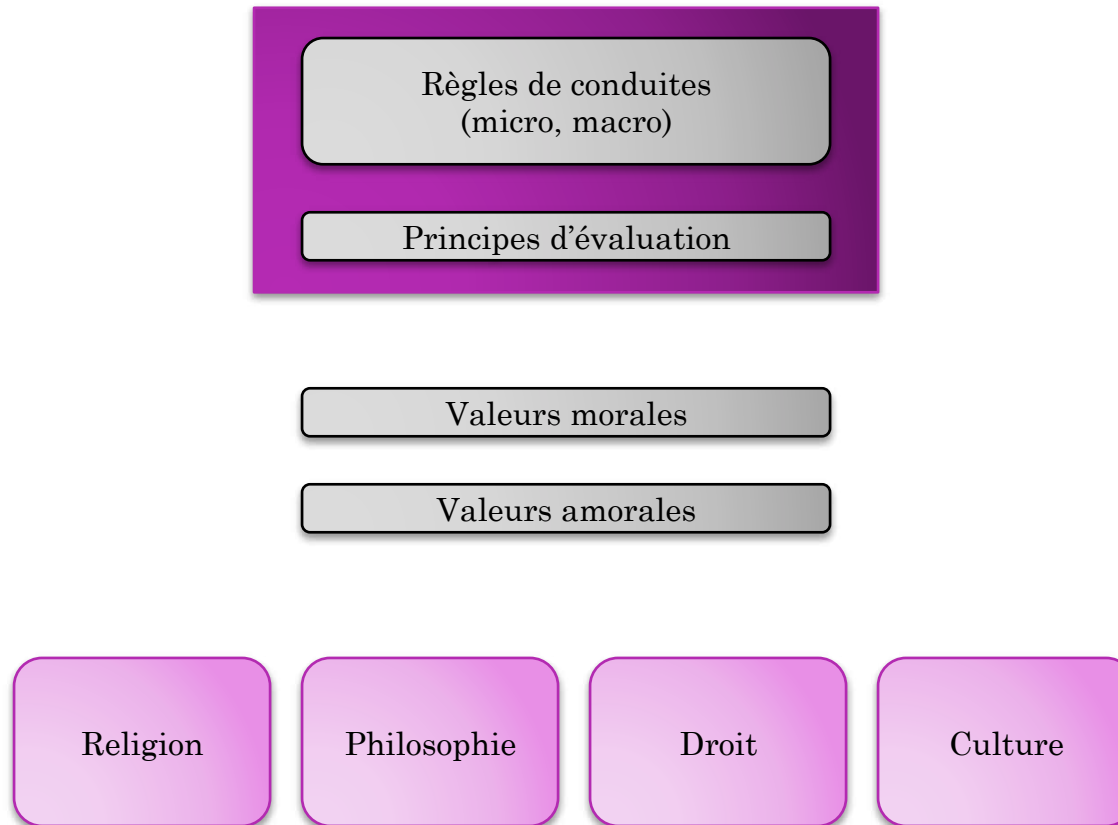 Règles de conduites
(micro, macro)
Principes d’évaluation
Valeurs morales
Valeurs amorales
Religion
Philosophie
Droit
Culture